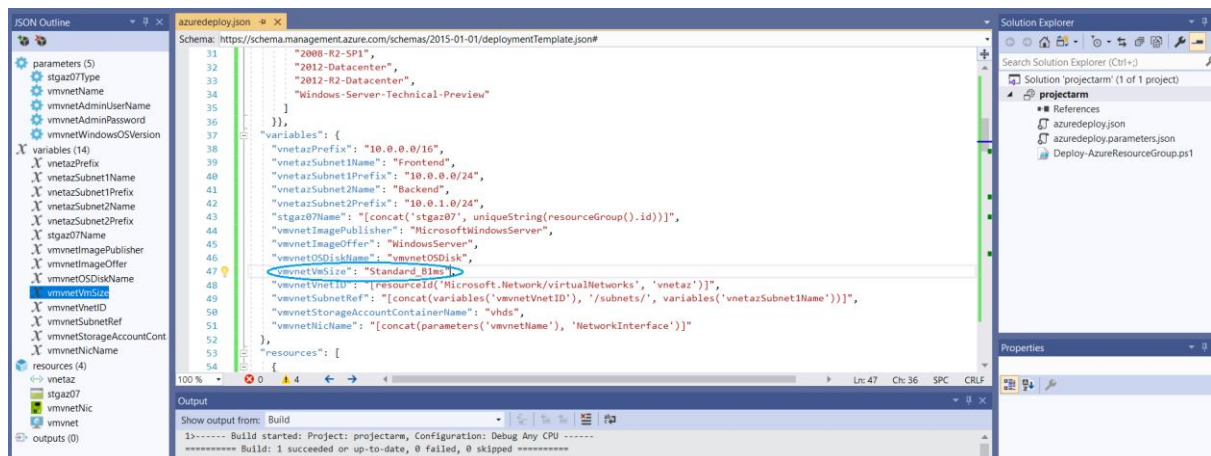 JSON Outline
parameters (5)
stgaz07Type
vmvnetName
vmvnetAdminUserName
vmvnetAdminPassword
vmvnetWindowsOSVersion
variables (14)
vnetazPrefix
vnetazSubnet1Name
vnetazSubnet1Prefix
vnetazSubnet2Name
vnetazSubnet2Prefix
stgaz07Name
vmvnetImagePublisher
vmvnetImageOffer
vmvnetOSDiskName
vmvnetVmSize
vmvnetVnetID
vmvnetSubnetRef
vmvnetStorageAccountCont
vmvnetNicName
resources (4)
vnetaz
stgaz07
vmvnetNic
vmvnet
outputs (0)
azuredeploy.json
Schema: https://schema.management.azure.com/schemas/2015-01-01/deploymentTemplate.json#
31 "2008-R2-SP1",
32 "2012-Datacenter",
33 "2012-R2-Datacenter",
34 "Windows-Server-Technical-Preview"
35 ]
36 }},
37 "variables": {
38 "vnetazPrefix": "10.0.0.0/16",
39 "vnetazSubnet1Name": "Frontend",
40 "vnetazSubnet1Prefix": "10.0.0.0/24",
41 "vnetazSubnet2Name": "Backend",
42 "vnetazSubnet2Prefix": "10.0.1.0/24",
43 "stgaz07Name": "[concat('stgaz07', uniqueString(resourceGroup().id))]",
44 "vmvnetImagePublisher": "MicrosoftWindowsServer",
45 "vmvnetImageOffer": "WindowsServer",
46 "vmvnetOSDiskName": "vmvnetOSDisk",
47 "vmvnetVmSize": "Standard_B1ms",
48 "vmvnetVnetID": "[resourceId('Microsoft.Network/virtualNetworks', 'vnetaz')]",
49 "vmvnetSubnetRef": "[concat(variables('vmvnetVnetID'), '/subnets/', variables('vnetazSubnet1Name'))]",
50 "vmvnetStorageAccountContainerName": "vhds",
51 "vmvnetNicName": "[concat(parameters('vmvnetName'), 'NetworkInterface')]"
52 },
53 "resources": [
54 {
100 % 0 4 Ln: 47 Ch: 36 SPC CRLF
Output
Show output from: Build
1>------ Build started: Project: projectarm, Configuration: Debug Any CPU ------
========== Build: 1 succeeded or up-to-date, 0 failed, 0 skipped ==========
Solution Explorer
Search Solution Explorer (Ctrl+;)
Solution 'projectarm' (1 of 1 project)
projectarm
References
azuredeploy.json
azuredeploy.parameters.json
Deploy-AzureResourceGroup.ps1
Properties